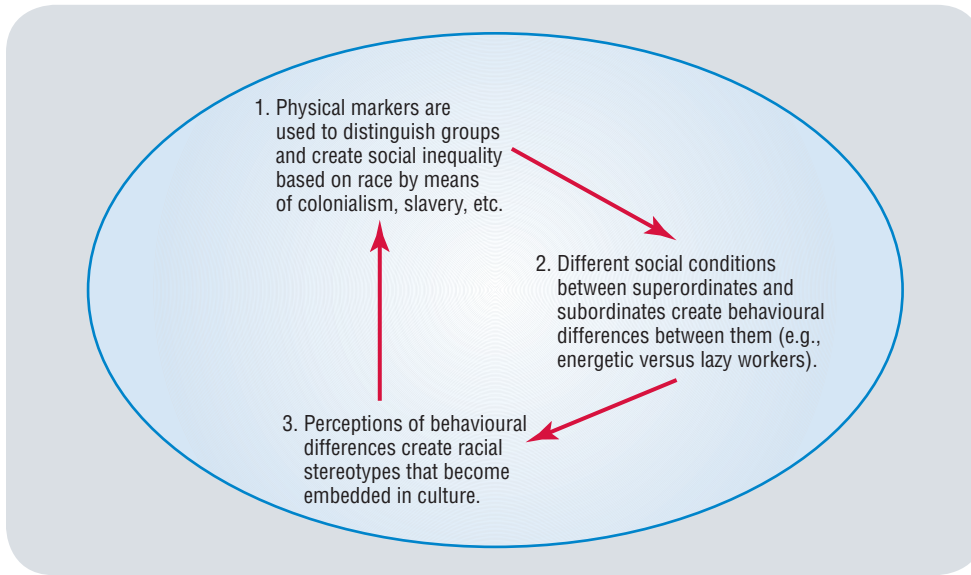 1. Physical markers are
used to distinguish groups
and create social inequality
based on race by means
of colonialism, slavery, etc.
2. Different social conditions
between superordinates and
subordinates create behavioural
differences between them (e.g.,
energetic versus lazy workers).
3. Perceptions of behavioural
differences create racial
stereotypes that become
embedded in culture.